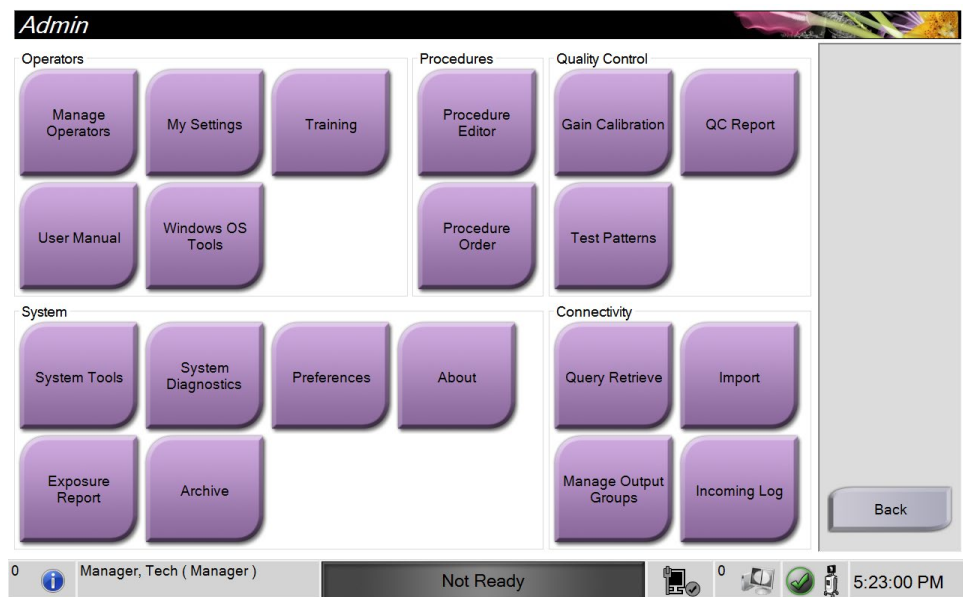 Admin
Operators
Manage
Operators
My Settings
Training
User Manual
Windows OS
Tools
Procedures
Procedure
Editor
Procedure
Order
Quality Control
Gain Calibration
QC Report
Test Patterns
System
System Tools
System
Diagnostics
Preferences
About
Exposure
Report
Archive
Connectivity
Query Retrieve
Import
Manage Output
Groups
Incoming Log
Back
0
Manager, Tech ( Manager )
Not Ready
0
5:23:00 PM